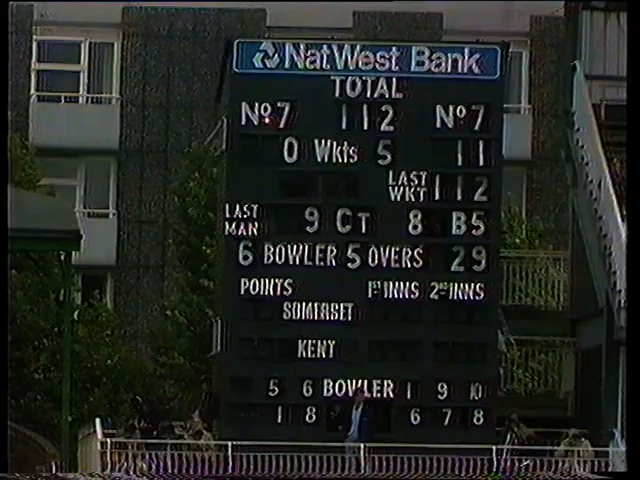 NatWest Bank
TOTAL
Nº7 112 Nº7
0 Wkts 5 11
LAST WKT 112
LAST MAN 9 CT 8 B5
6 BOWLER 5 OVERS 29
POINTS 1ST INNS 2ND INNS
SOMERSET
KENT
5 6 BOWLER 1 9 10
1 8 6 7 8